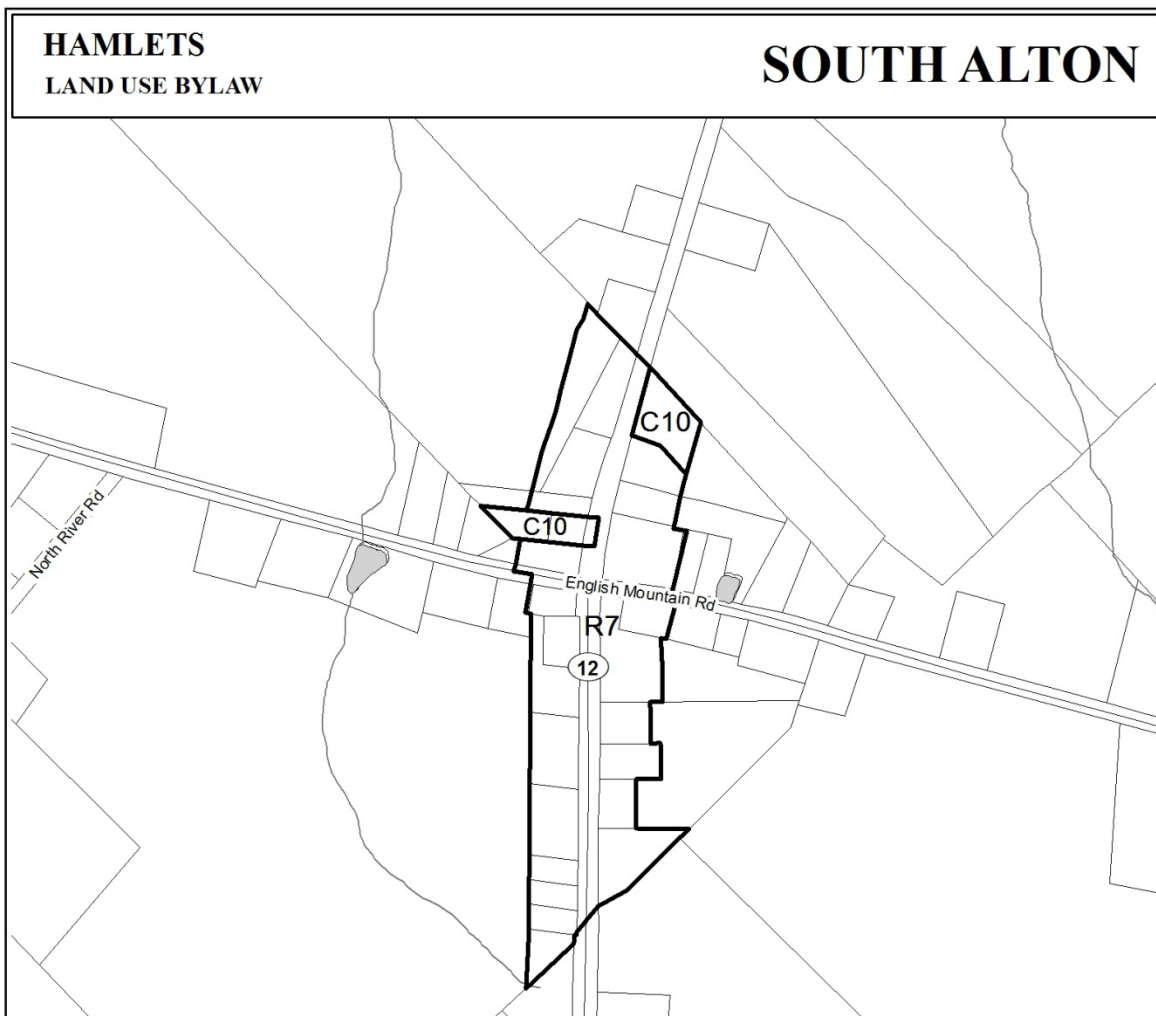 HAMLETS
LAND USE BYLAW
SOUTH ALTON
C10
C10
North River Rd
English Mountain Rd
R7
12